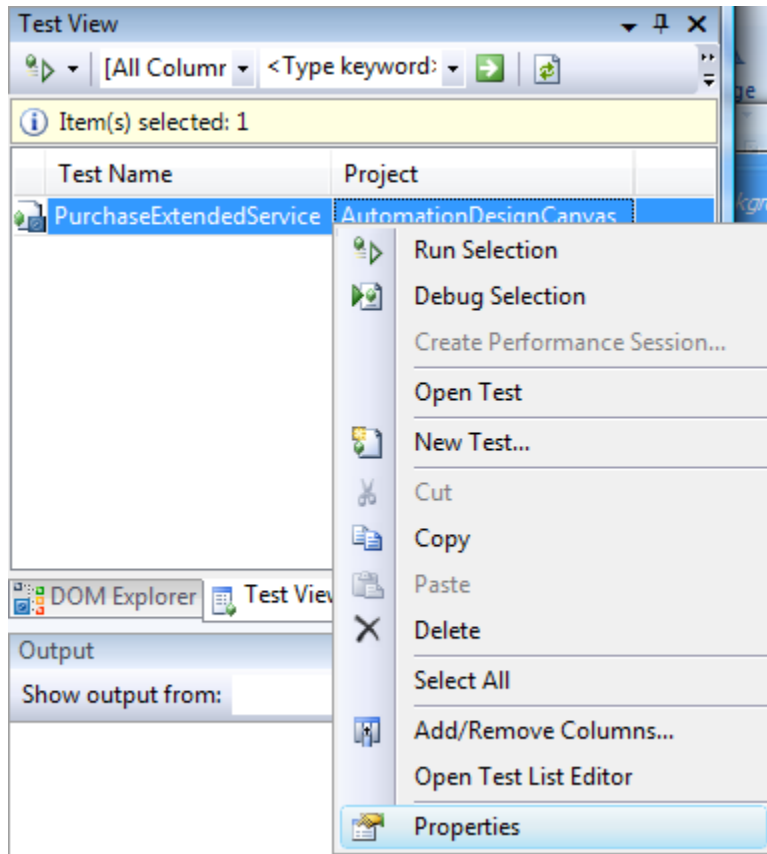 Test View
[All Columr <Type keyword>
Item(s) selected: 1
Test Name Project
PurchaseExtendedService AutomationDesignCanvas
Run Selection
Debug Selection
Create Performance Session...
Open Test
New Test...
Cut
Copy
Paste
Delete
Select All
Add/Remove Columns...
Open Test List Editor
Properties
DOM Explorer Test View
Output
Show output from: